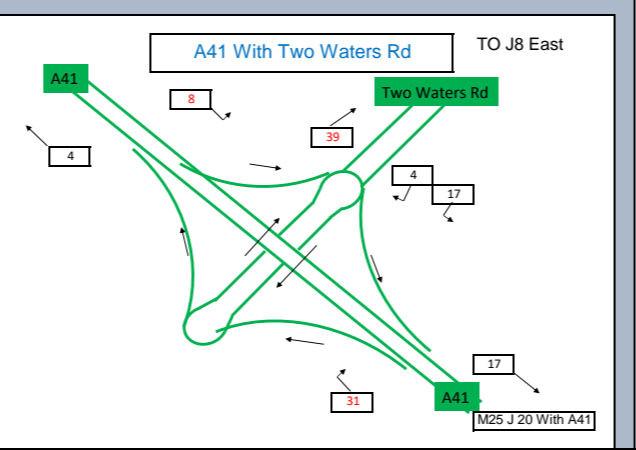 A41 With Two Waters Rd
TO J8 East
A41
8
Two Waters Rd
39
4
4
17
17
31
A41
M25 J 20 With A41